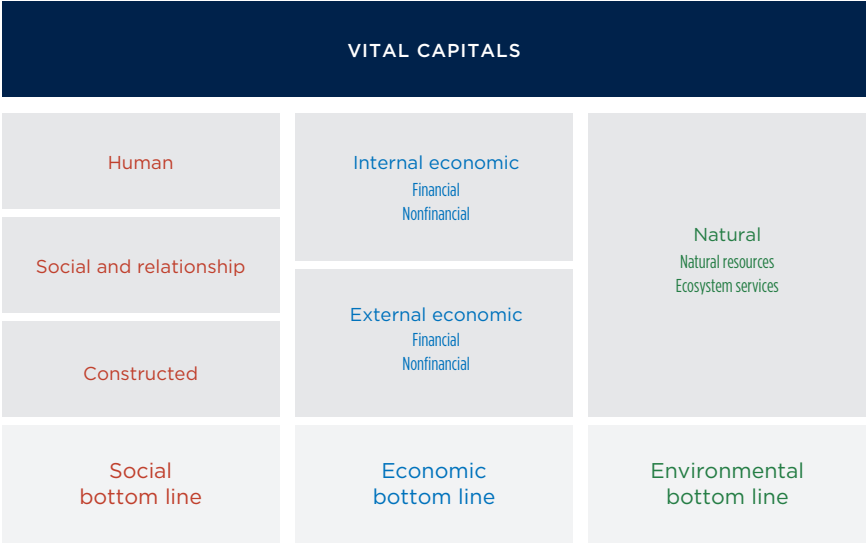 VITAL CAPITALS
Human
Social and relationship
Constructed
Social
bottom line
Internal economic
Financial
Nonfinancial
External economic
Financial
Nonfinancial
Economic
bottom line
Natural
Natural resources
Ecosystem services
Environmental
bottom line